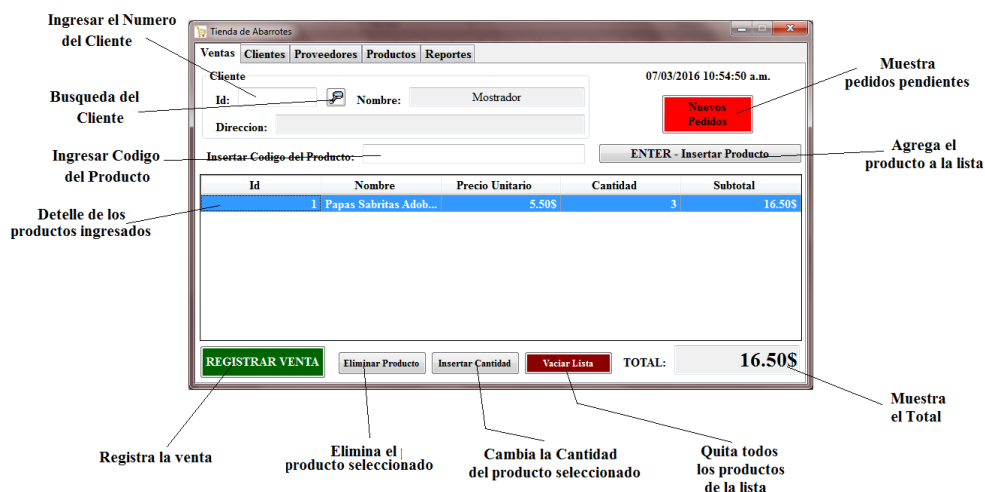 Ingresar el Numero
del Cliente
Tienda de Abarrotes
Ventas Clientes Proveedores Productos Reportes
Cliente
07/03/2016 10:54:50 a.m.
Muestra
pedidos pendientes
Busqueda del
Cliente
Id:
Nombre:
Mostrador
Nuevos
Pedidos
Direccion:
Ingresar Codigo
del Producto
Insertar Codigo del Producto:
ENTER - Insertar Producto
Agrega el
producto a la lista
Id Nombre Precio Unitario Cantidad Subtotal
1 Papas Sabritas Adob... 5.50$ 3 16.50$
Detelle de los
productos ingresados
REGISTRAR VENTA
Eliminar Producto
Insertar Cantidad
Vaciar Lista
TOTAL:
16.50$
Muestra
el Total
Registra la venta
Elimina el
producto seleccionado
Cambia la Cantidad
del producto seleccionado
Quita todos
los productos
de la lista